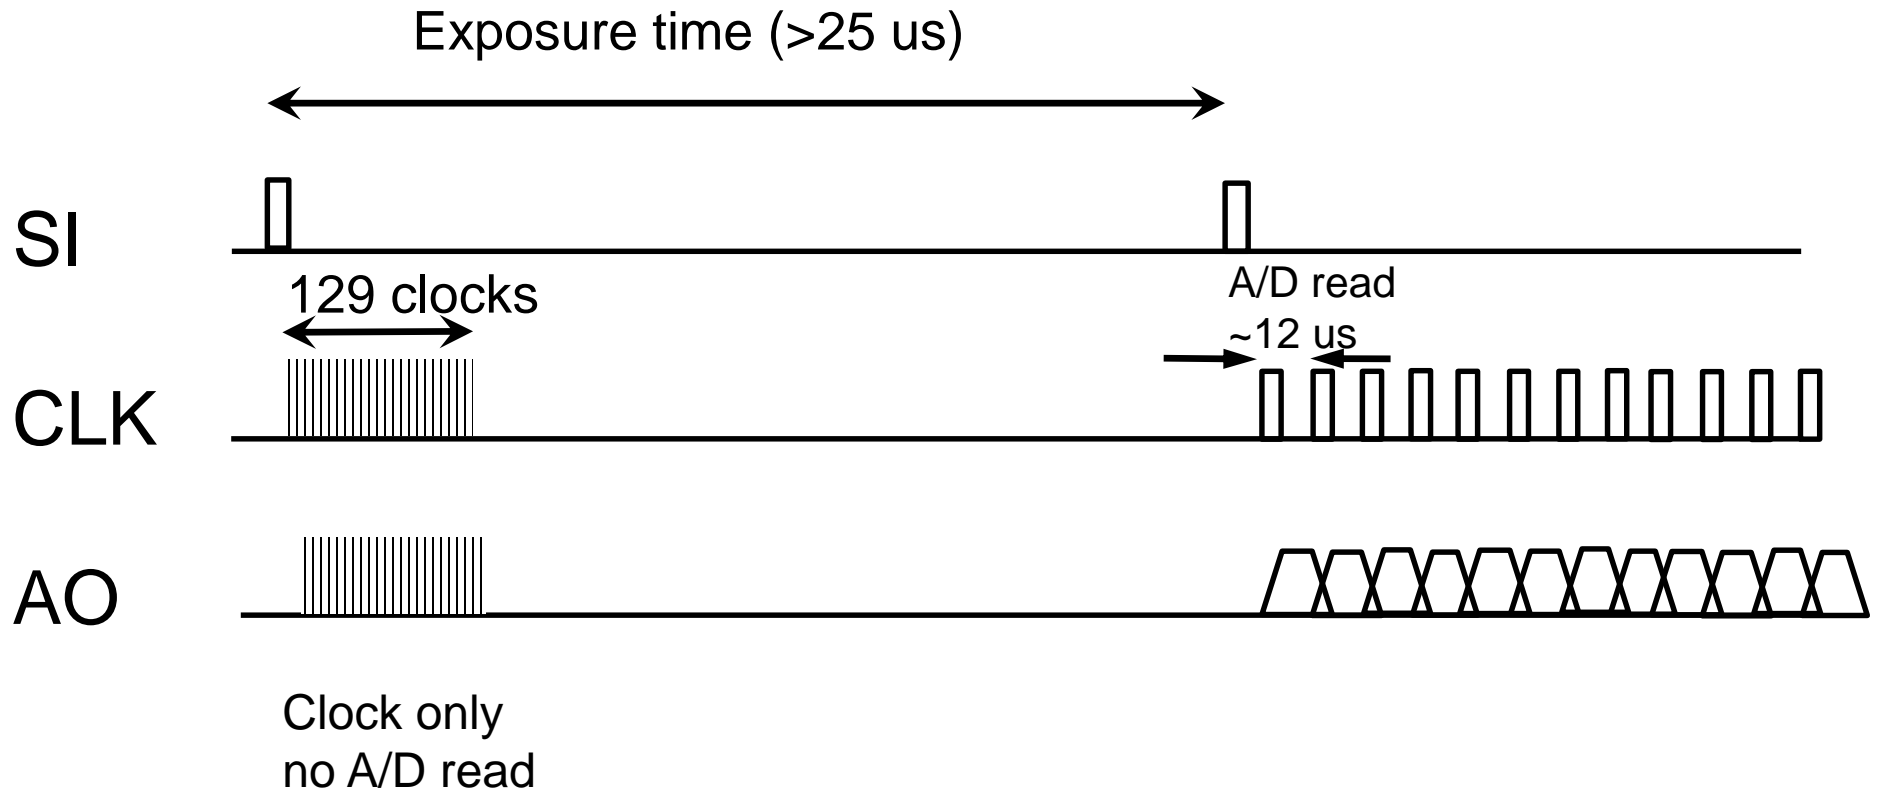 Exposure time (>25 us)
SI
129 clocks
A/D read
~12 us
CLK
AO
Clock only
no A/D read